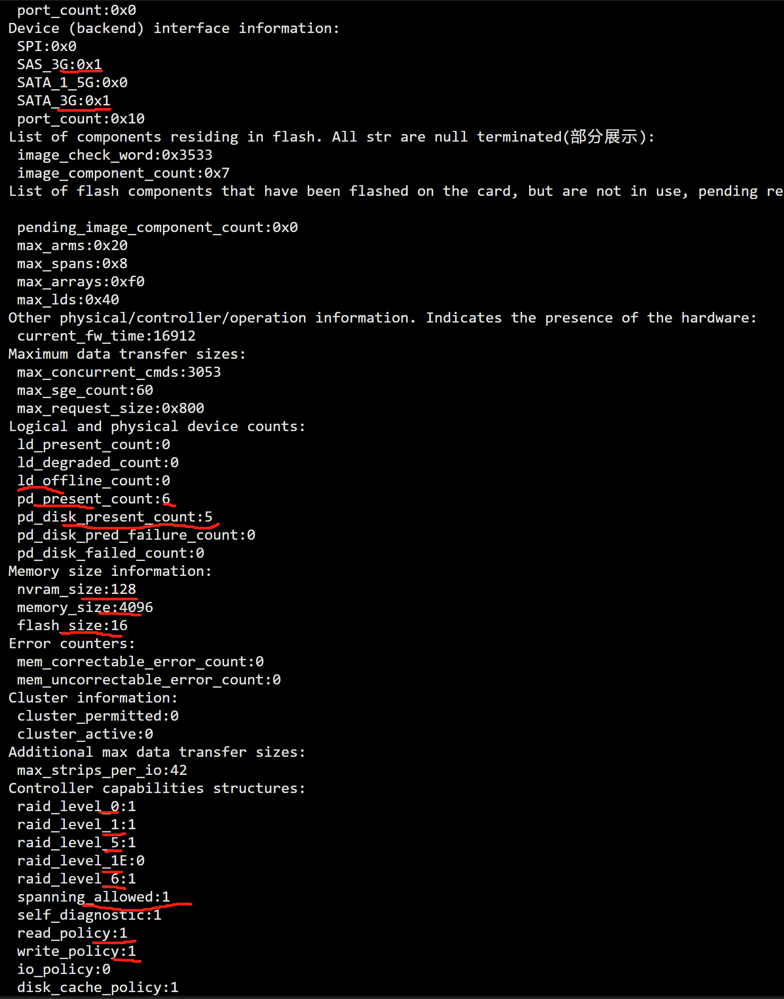 port_count:0x0
Device (backend) interface information:
SPI:0x0
SAS_3G:0x1
SATA_1_5G:0x0
SATA_3G:0x1
port_count:0x10
List of components residing in flash. All str are null terminated(部分展示):
image_check_word:0x3533
image_component_count:0x7
List of flash components that have been flashed on the card, but are not in use, pending re
pending_image_component_count:0x0
max_arms:0x20
max_spans:0x8
max_arrays:0xf0
max_lds:0x40
Other physical/controller/operation information. Indicates the presence of the hardware:
current_fw_time:16912
Maximum data transfer sizes:
max_concurrent_cmds:3053
max_sge_count:60
max_request_size:0x800
Logical and physical device counts:
ld_present_count:0
ld_degraded_count:0
ld_offline_count:0
pd_present_count:6
pd_disk_present_count:5
pd_disk_pred_failure_count:0
pd_disk_failed_count:0
Memory size information:
nvram_size:128
memory_size:4096
flash_size:16
Error counters:
mem_correctable_error_count:0
mem_uncorrectable_error_count:0
Cluster information:
cluster_permitted:0
cluster_active:0
Additional max data transfer sizes:
max_strips_per_io:42
Controller capabilities structures:
raid_level_0:1
raid_level_1:1
raid_level_5:1
raid_level_1E:0
raid_level_6:1
spanning_allowed:1
self_diagnostic:1
read_policy:1
write_policy:1
io_policy:0
disk_cache_policy:1